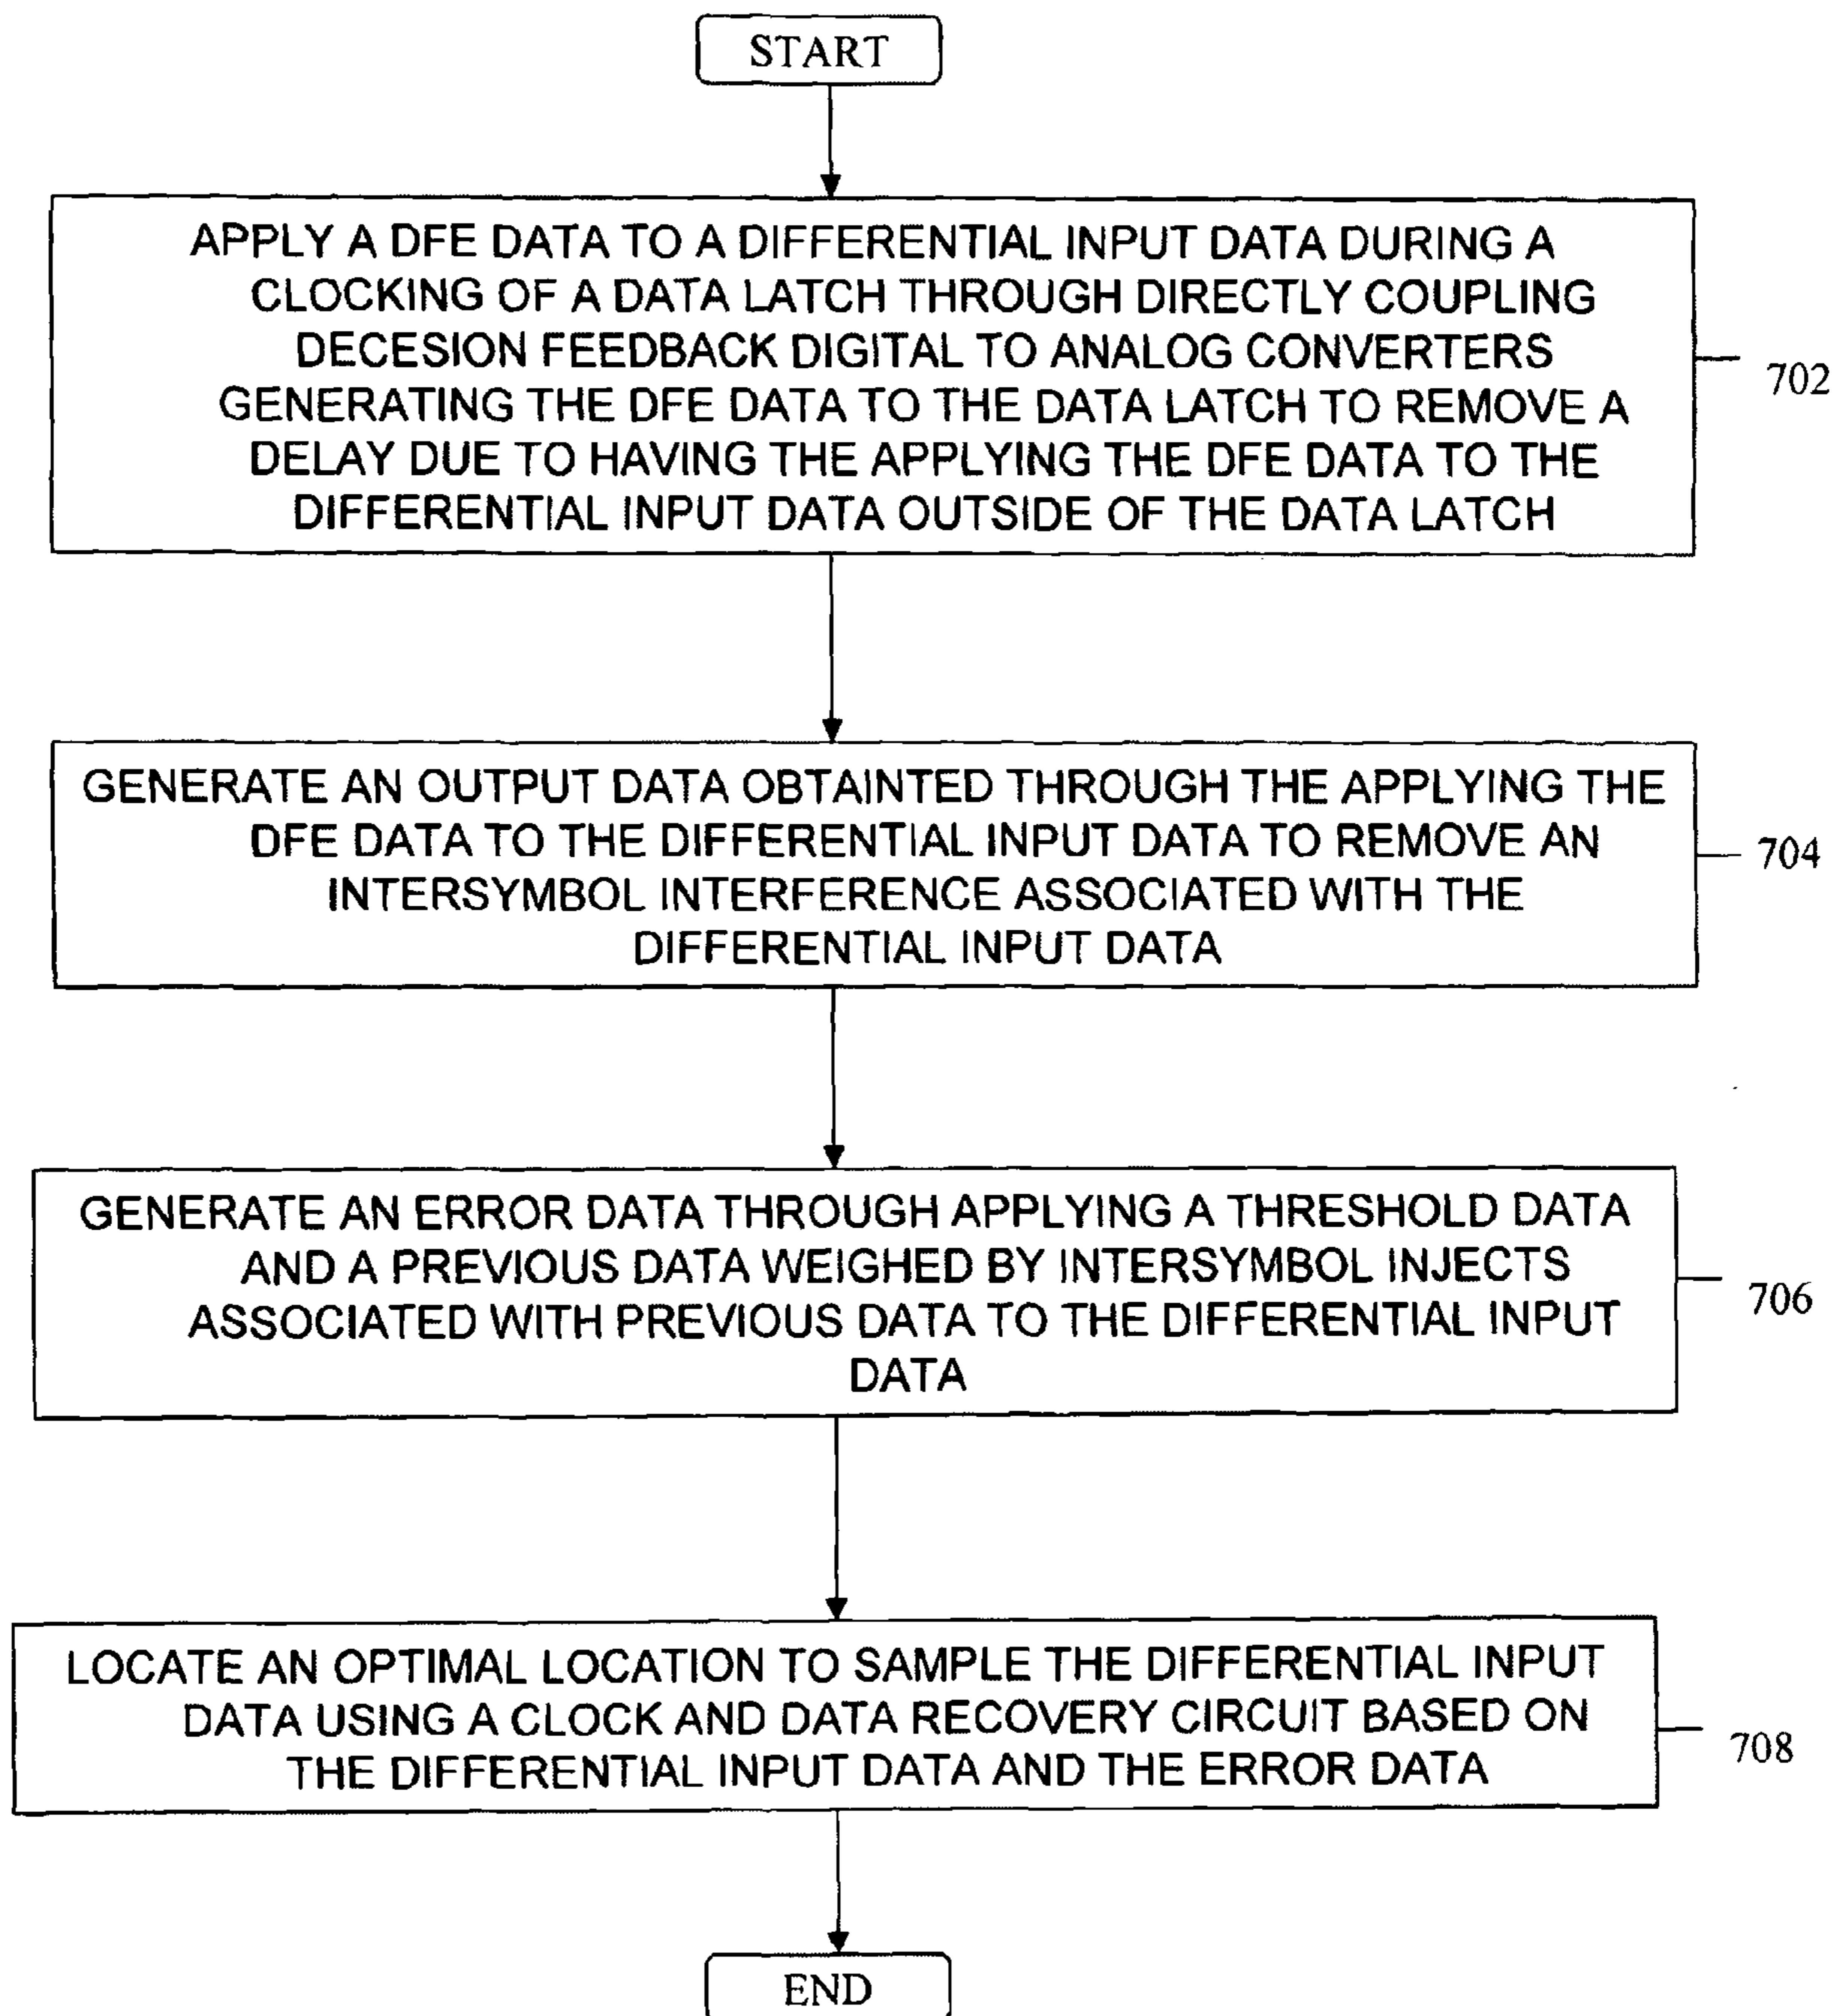 START
APPLY A DFE DATA TO A DIFFERENTIAL INPUT DATA DURING A
CLOCKING OF A DATA LATCH THROUGH DIRECTLY COUPLING
DECESION FEEDBACK DIGITAL TO ANALOG CONVERTERS
GENERATING THE DFE DATA TO THE DATA LATCH TO REMOVE A
DELAY DUE TO HAVING THE APPLYING THE DFE DATA TO THE
DIFFERENTIAL INPUT DATA OUTSIDE OF THE DATA LATCH
702
GENERATE AN OUTPUT DATA OBTAINTED THROUGH THE APPLYING THE
DFE DATA TO THE DIFFERENTIAL INPUT DATA TO REMOVE AN
INTERSYMBOL INTERFERENCE ASSOCIATED WITH THE
DIFFERENTIAL INPUT DATA
704
GENERATE AN ERROR DATA THROUGH APPLYING A THRESHOLD DATA
AND A PREVIOUS DATA WEIGHED BY INTERSYMBOL INJECTS
ASSOCIATED WITH PREVIOUS DATA TO THE DIFFERENTIAL INPUT
DATA
706
LOCATE AN OPTIMAL LOCATION TO SAMPLE THE DIFFERENTIAL INPUT
DATA USING A CLOCK AND DATA RECOVERY CIRCUIT BASED ON
THE DIFFERENTIAL INPUT DATA AND THE ERROR DATA
708
END